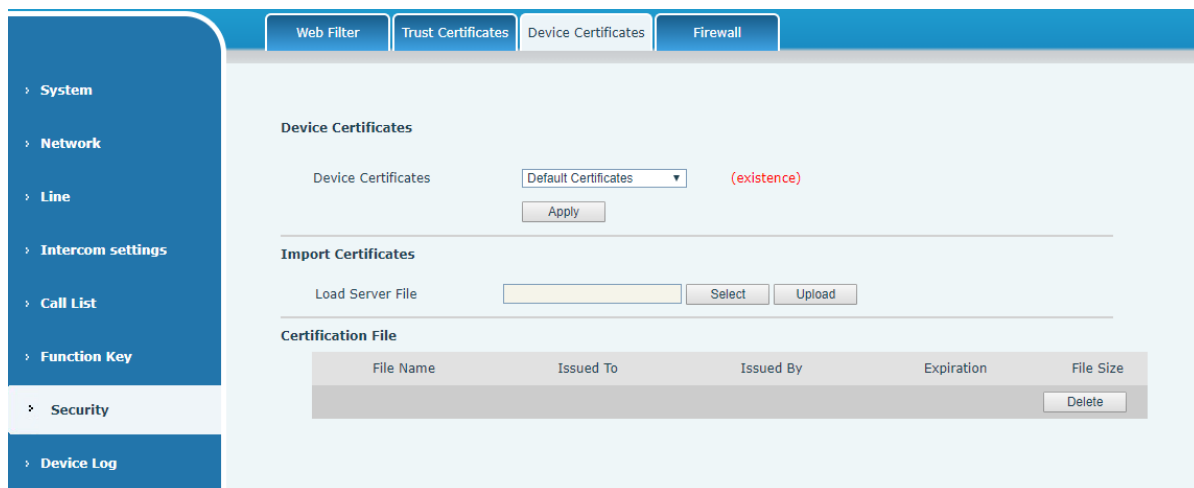 Web Filter Trust Certificates Device Certificates Firewall
System
Network
Line
Intercom settings
Call List
Function Key
Security
Device Log
Device Certificates
Device Certificates Default Certificates (existence)
Apply
Import Certificates
Load Server File Select Upload
Certification File
File Name Issued To Issued By Expiration File Size
Delete